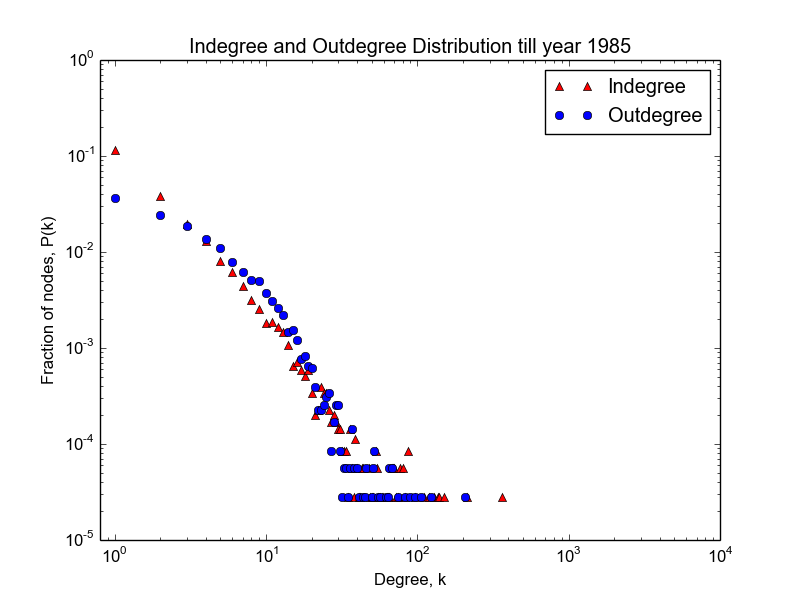 Indegree and Outdegree Distribution till year 1985
Indegree
Outdegree
Fraction of nodes, P(k)
10^0
10^-1
10^-2
10^-3
10^-4
10^-5
10^0 10^1 10^2 10^3 10^4
Degree, k